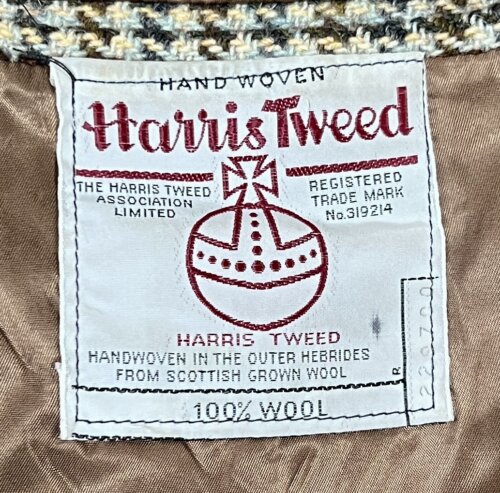 HAND WOVEN
Harris Tweed
THE HARRIS TWEED
ASSOCIATION
LIMITED
REGISTERED
TRADE MARK
No.319214
HARRIS TWEED
HANDWOVEN IN THE OUTER HEBRIDES
FROM SCOTTISH GROWN WOOL
100% WOOL
R